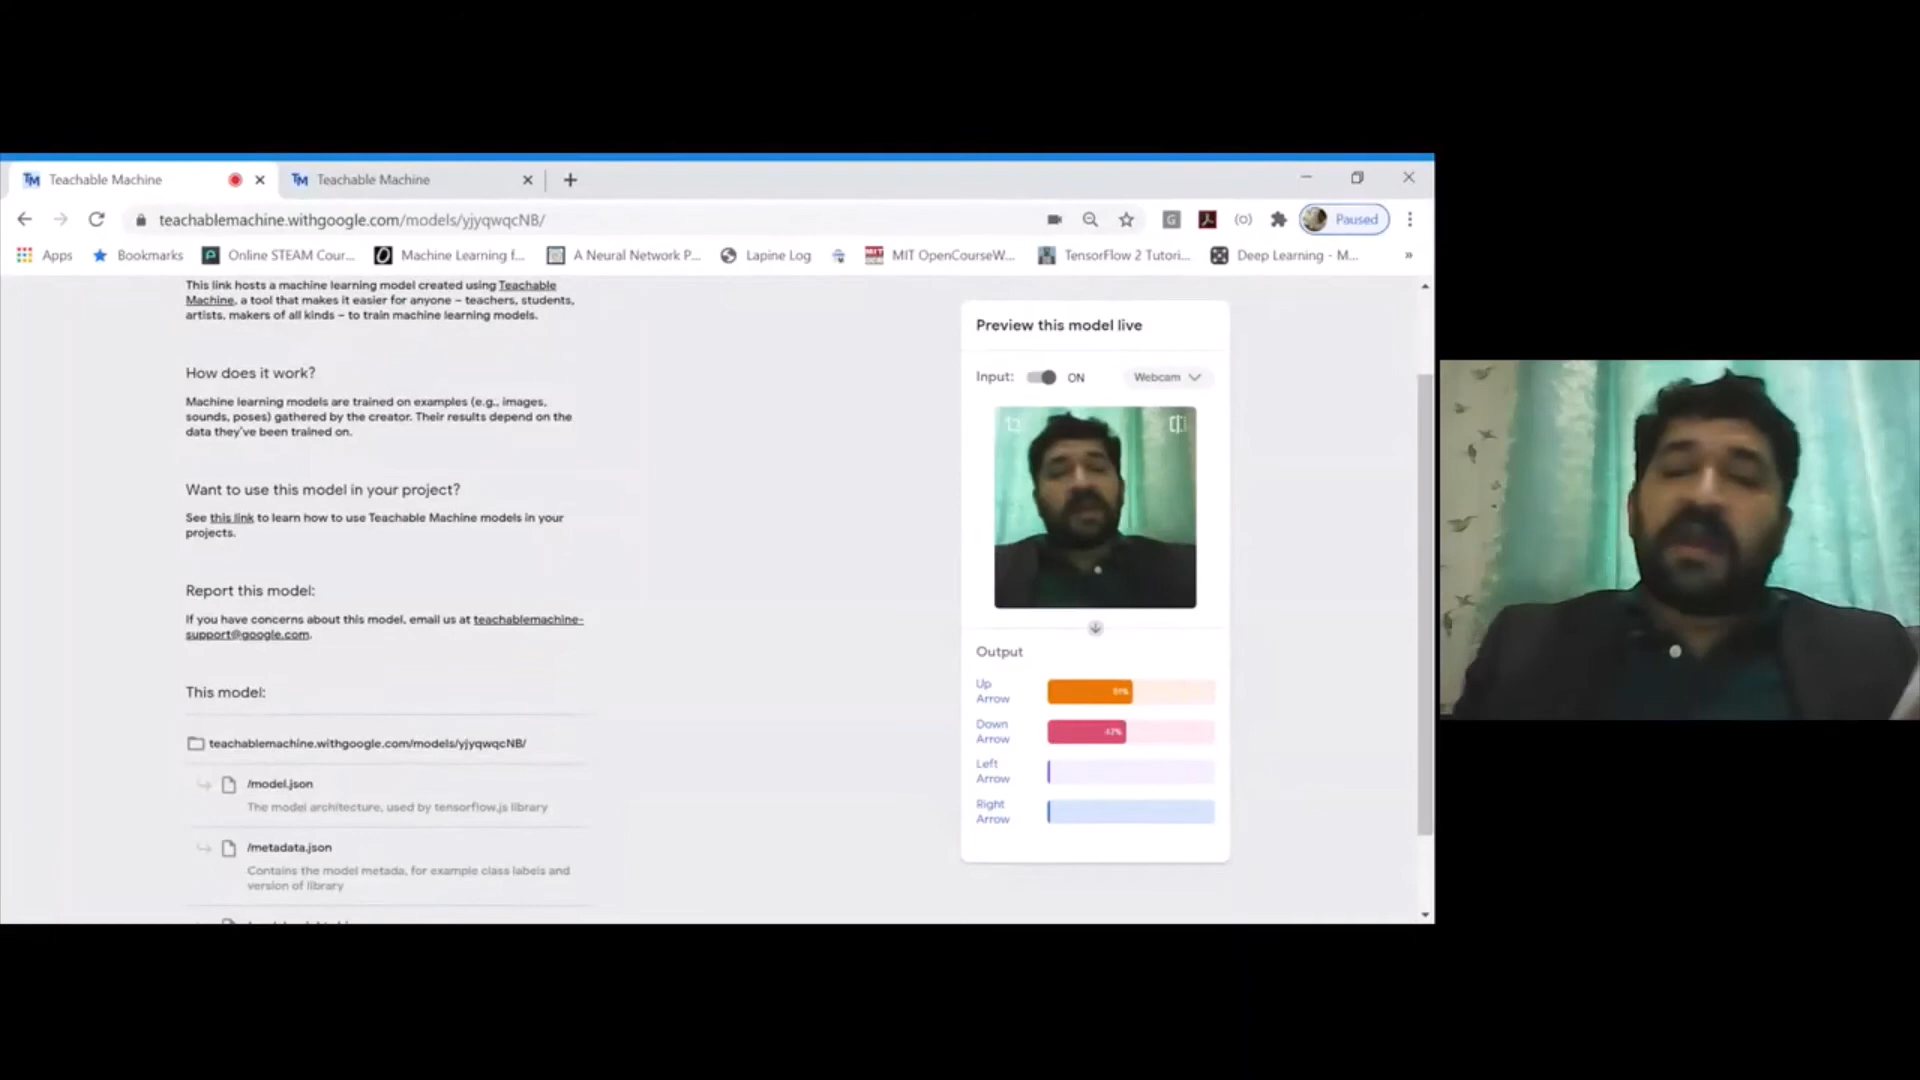 Teachable Machine
Teachable Machine
teachablemachine.withgoogle.com/models/yjyqwqcNB/
Paused
Apps
Bookmarks
Online STEAM Cour...
Machine Learning f...
A Neural Network P...
Lapine Log
MIT OpenCourseW...
TensorFlow 2 Tutori...
Deep Learning - M...
»
This link hosts a machine learning model created using Teachable
Machine, a tool that makes it easier for anyone – teachers, students,
artists, makers of all kinds – to train machine learning models.
How does it work?
Machine learning models are trained on examples (e.g., images,
sounds, poses) gathered by the creator. Their results depend on the
data they've been trained on.
Want to use this model in your project?
See this link to learn how to use Teachable Machine models in your
projects.
Report this model:
If you have concerns about this model, email us at teachablemachine-
support@google.com.
This model:
teachablemachine.withgoogle.com/models/yjyqwqcNB/
/model.json
The model architecture, used by tensorflow.js library
/metadata.json
Contains the model metada, for example class labels and
version of library
Preview this model live
Input: ON Webcam
Output
Up
Arrow
Down
Arrow
Left
Arrow
Right
Arrow